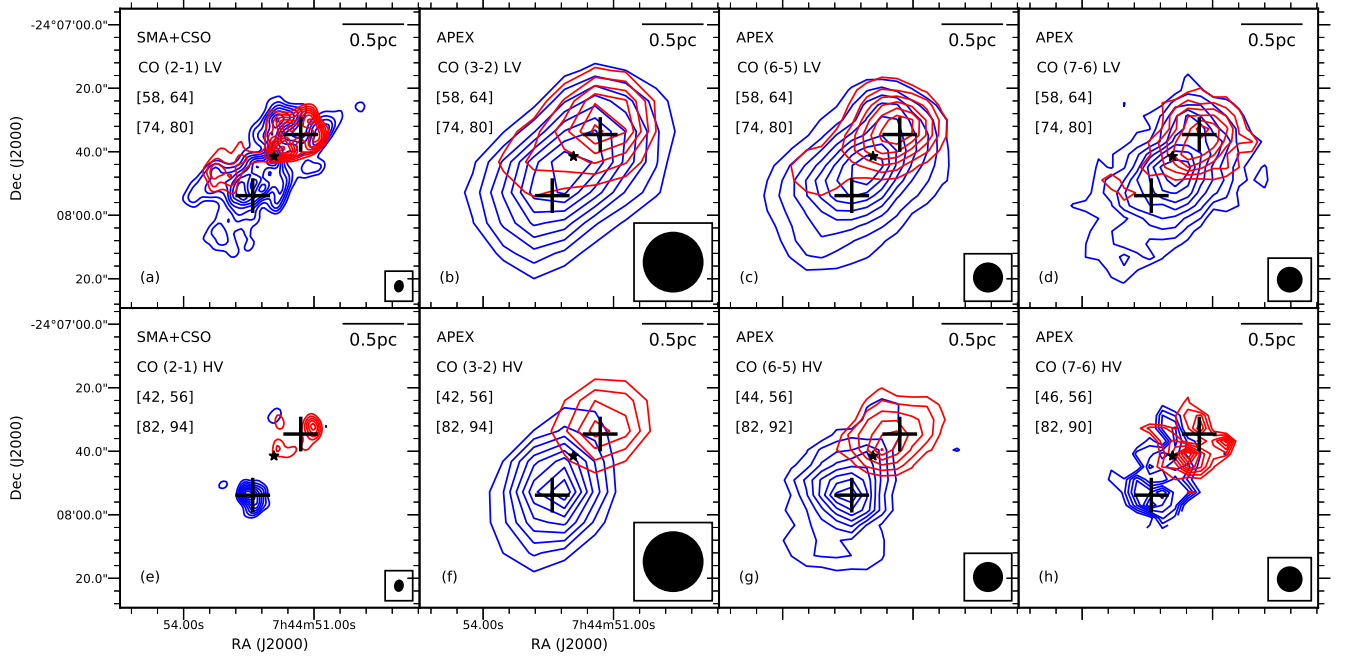 -24°07'00.0"
20.0"
40.0"
08'00.0"
20.0"
Dec (J2000)
SMA+CSO
0.5pc
CO (2-1) LV
[58, 64]
[74, 80]
(a)
APEX
0.5pc
CO (3-2) LV
[58, 64]
[74, 80]
(b)
APEX
0.5pc
CO (6-5) LV
[58, 64]
[74, 80]
(c)
APEX
0.5pc
CO (7-6) LV
[58, 64]
[74, 80]
(d)
-24°07'00.0"
20.0"
40.0"
08'00.0"
20.0"
Dec (J2000)
SMA+CSO
0.5pc
CO (2-1) HV
[42, 56]
[82, 94]
(e)
APEX
0.5pc
CO (3-2) HV
[42, 56]
[82, 94]
(f)
APEX
0.5pc
CO (6-5) HV
[44, 56]
[82, 92]
(g)
APEX
0.5pc
CO (7-6) HV
[46, 56]
[82, 90]
(h)
54.00s 7h44m51.00s
RA (J2000)
54.00s 7h44m51.00s
RA (J2000)